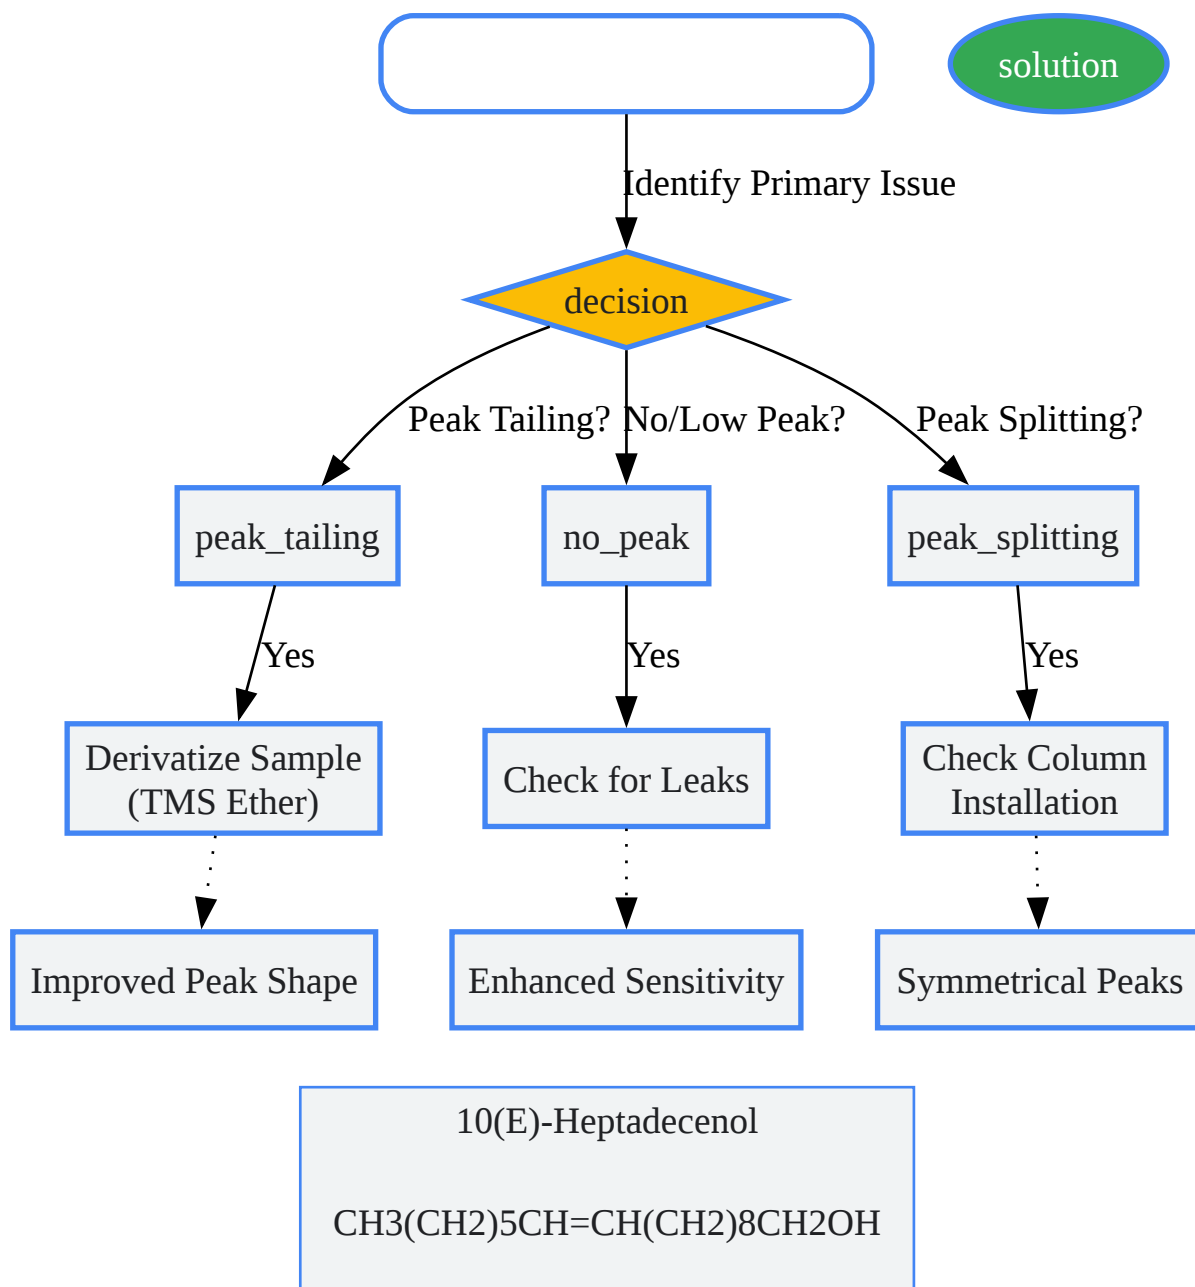 solution
Identify Primary Issue
decision
Peak Tailing?
No/Low Peak?
Peak Splitting?
peak_tailing
no_peak
peak_splitting
Yes
Yes
Yes
Derivatize Sample
(TMS Ether)
Check for Leaks
Check Column
Installation
Improved Peak Shape
Enhanced Sensitivity
Symmetrical Peaks
10(E)-Heptadecenol
CH3(CH2)5CH=CH(CH2)8CH2OH